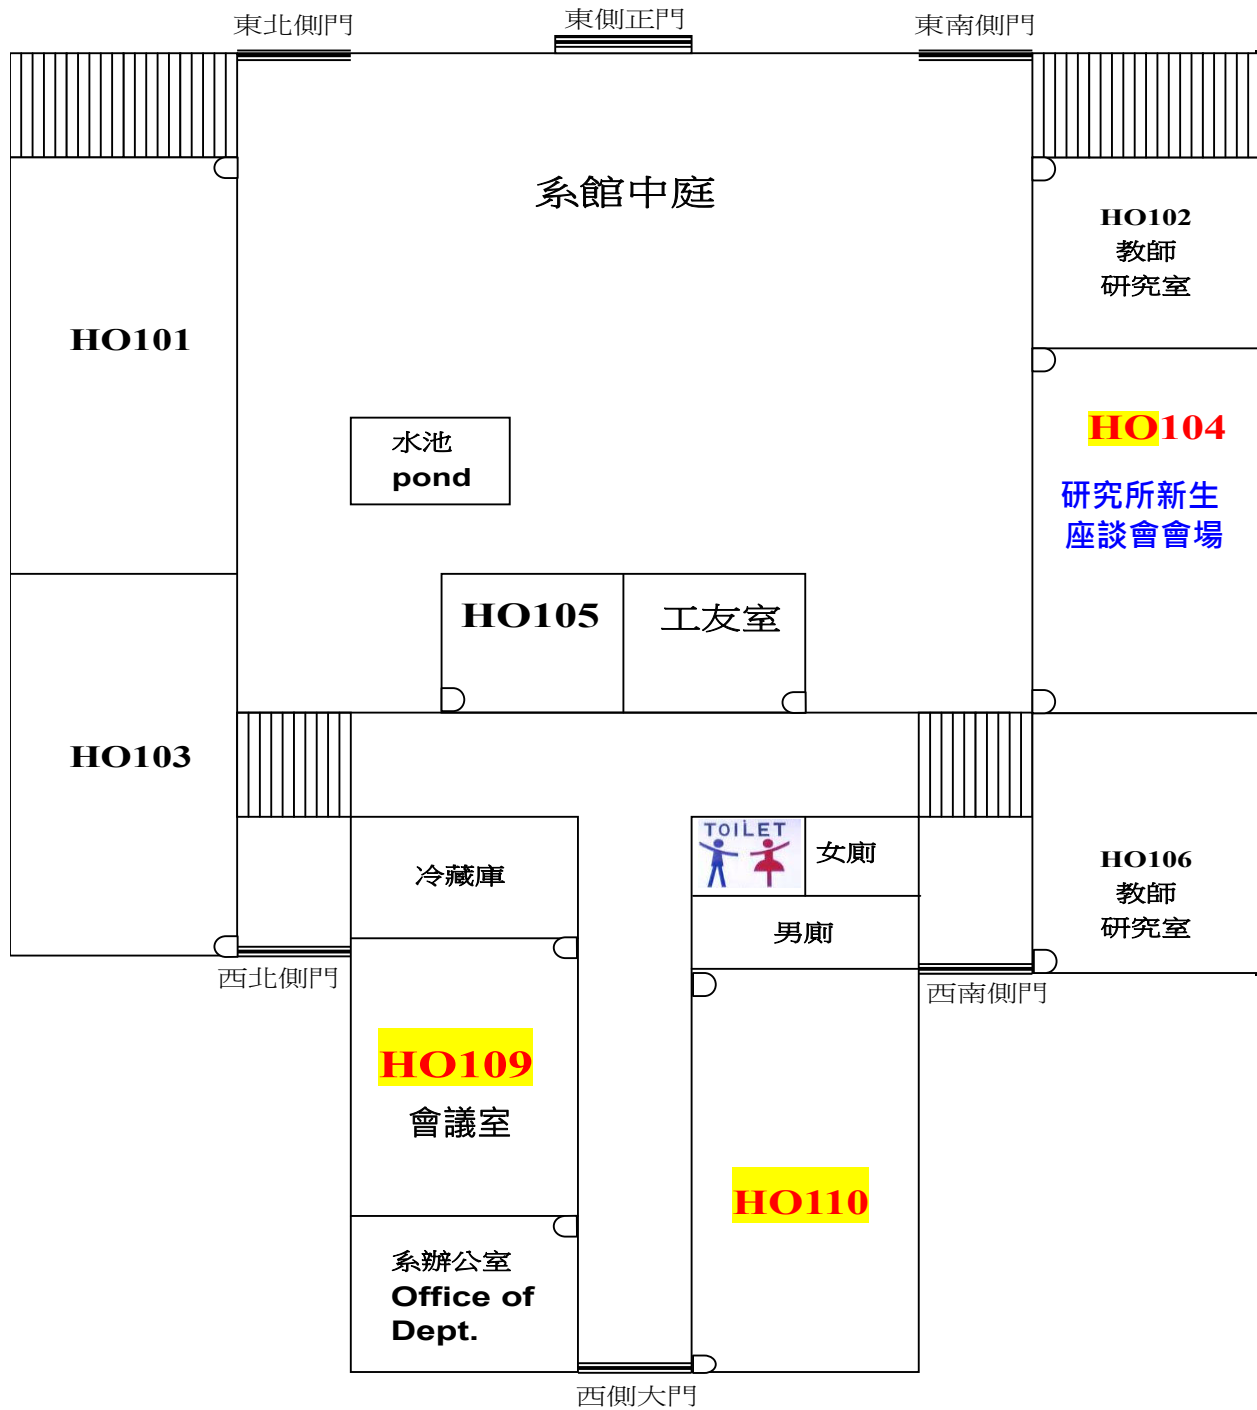 東北側門
東側正門
東南側門
系館中庭
HO102
教師
研究室
HO101
HO104
研究所新生
座談會會場
水池
pond
HO105
工友室
HO103
TOILET
女廁
冷藏庫
男廁
HO106
教師
研究室
西北側門
西南側門
HO109
會議室
HO110
系辦公室
Office of
Dept.
西側大門